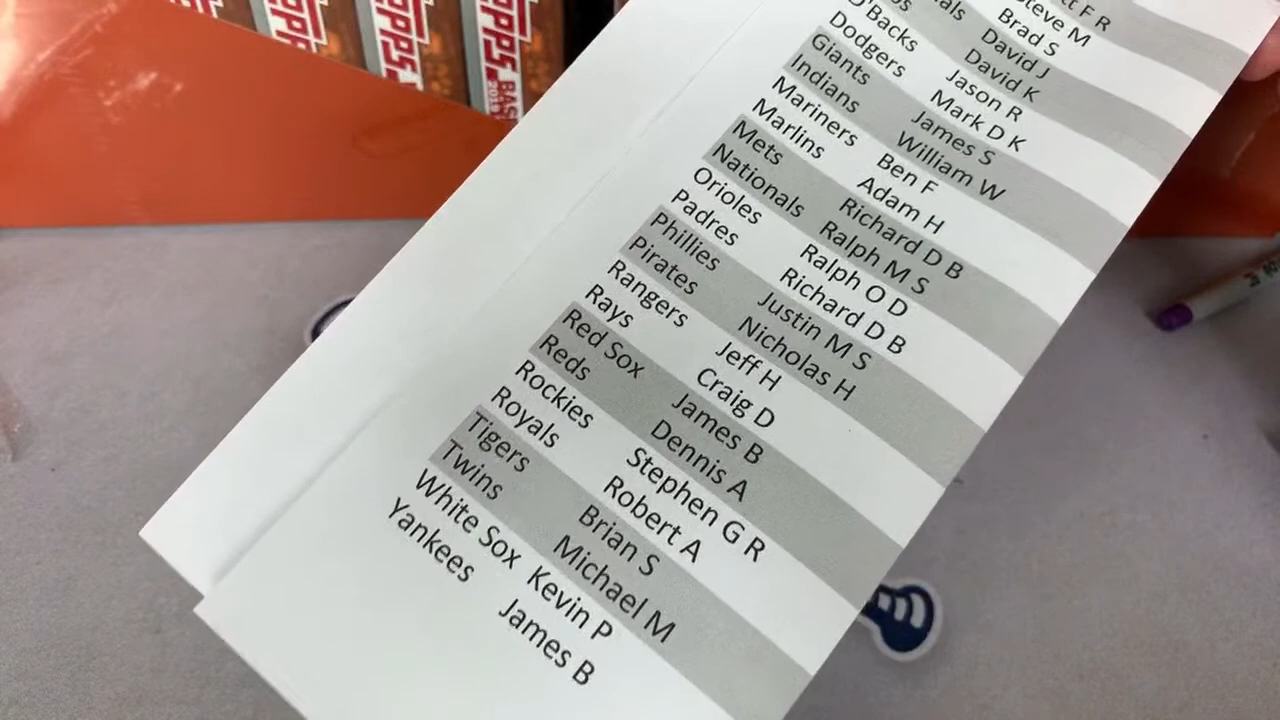 F R
Steve M
Brad S
David J
David K
D'Backs Jason R
Dodgers Mark D K
Giants James S
Indians William W
Mariners Ben F
Marlins Adam H
Mets Richard D B
Nationals Ralph M S
Orioles Ralph O D
Padres Richard D B
Phillies Justin M S
Pirates Nicholas H
Rangers Jeff H
Rays Craig D
Red Sox James B
Reds Dennis A
Rockies Stephen G R
Royals Robert A
Tigers Brian S
Twins Michael M
White Sox Kevin P
Yankees James B